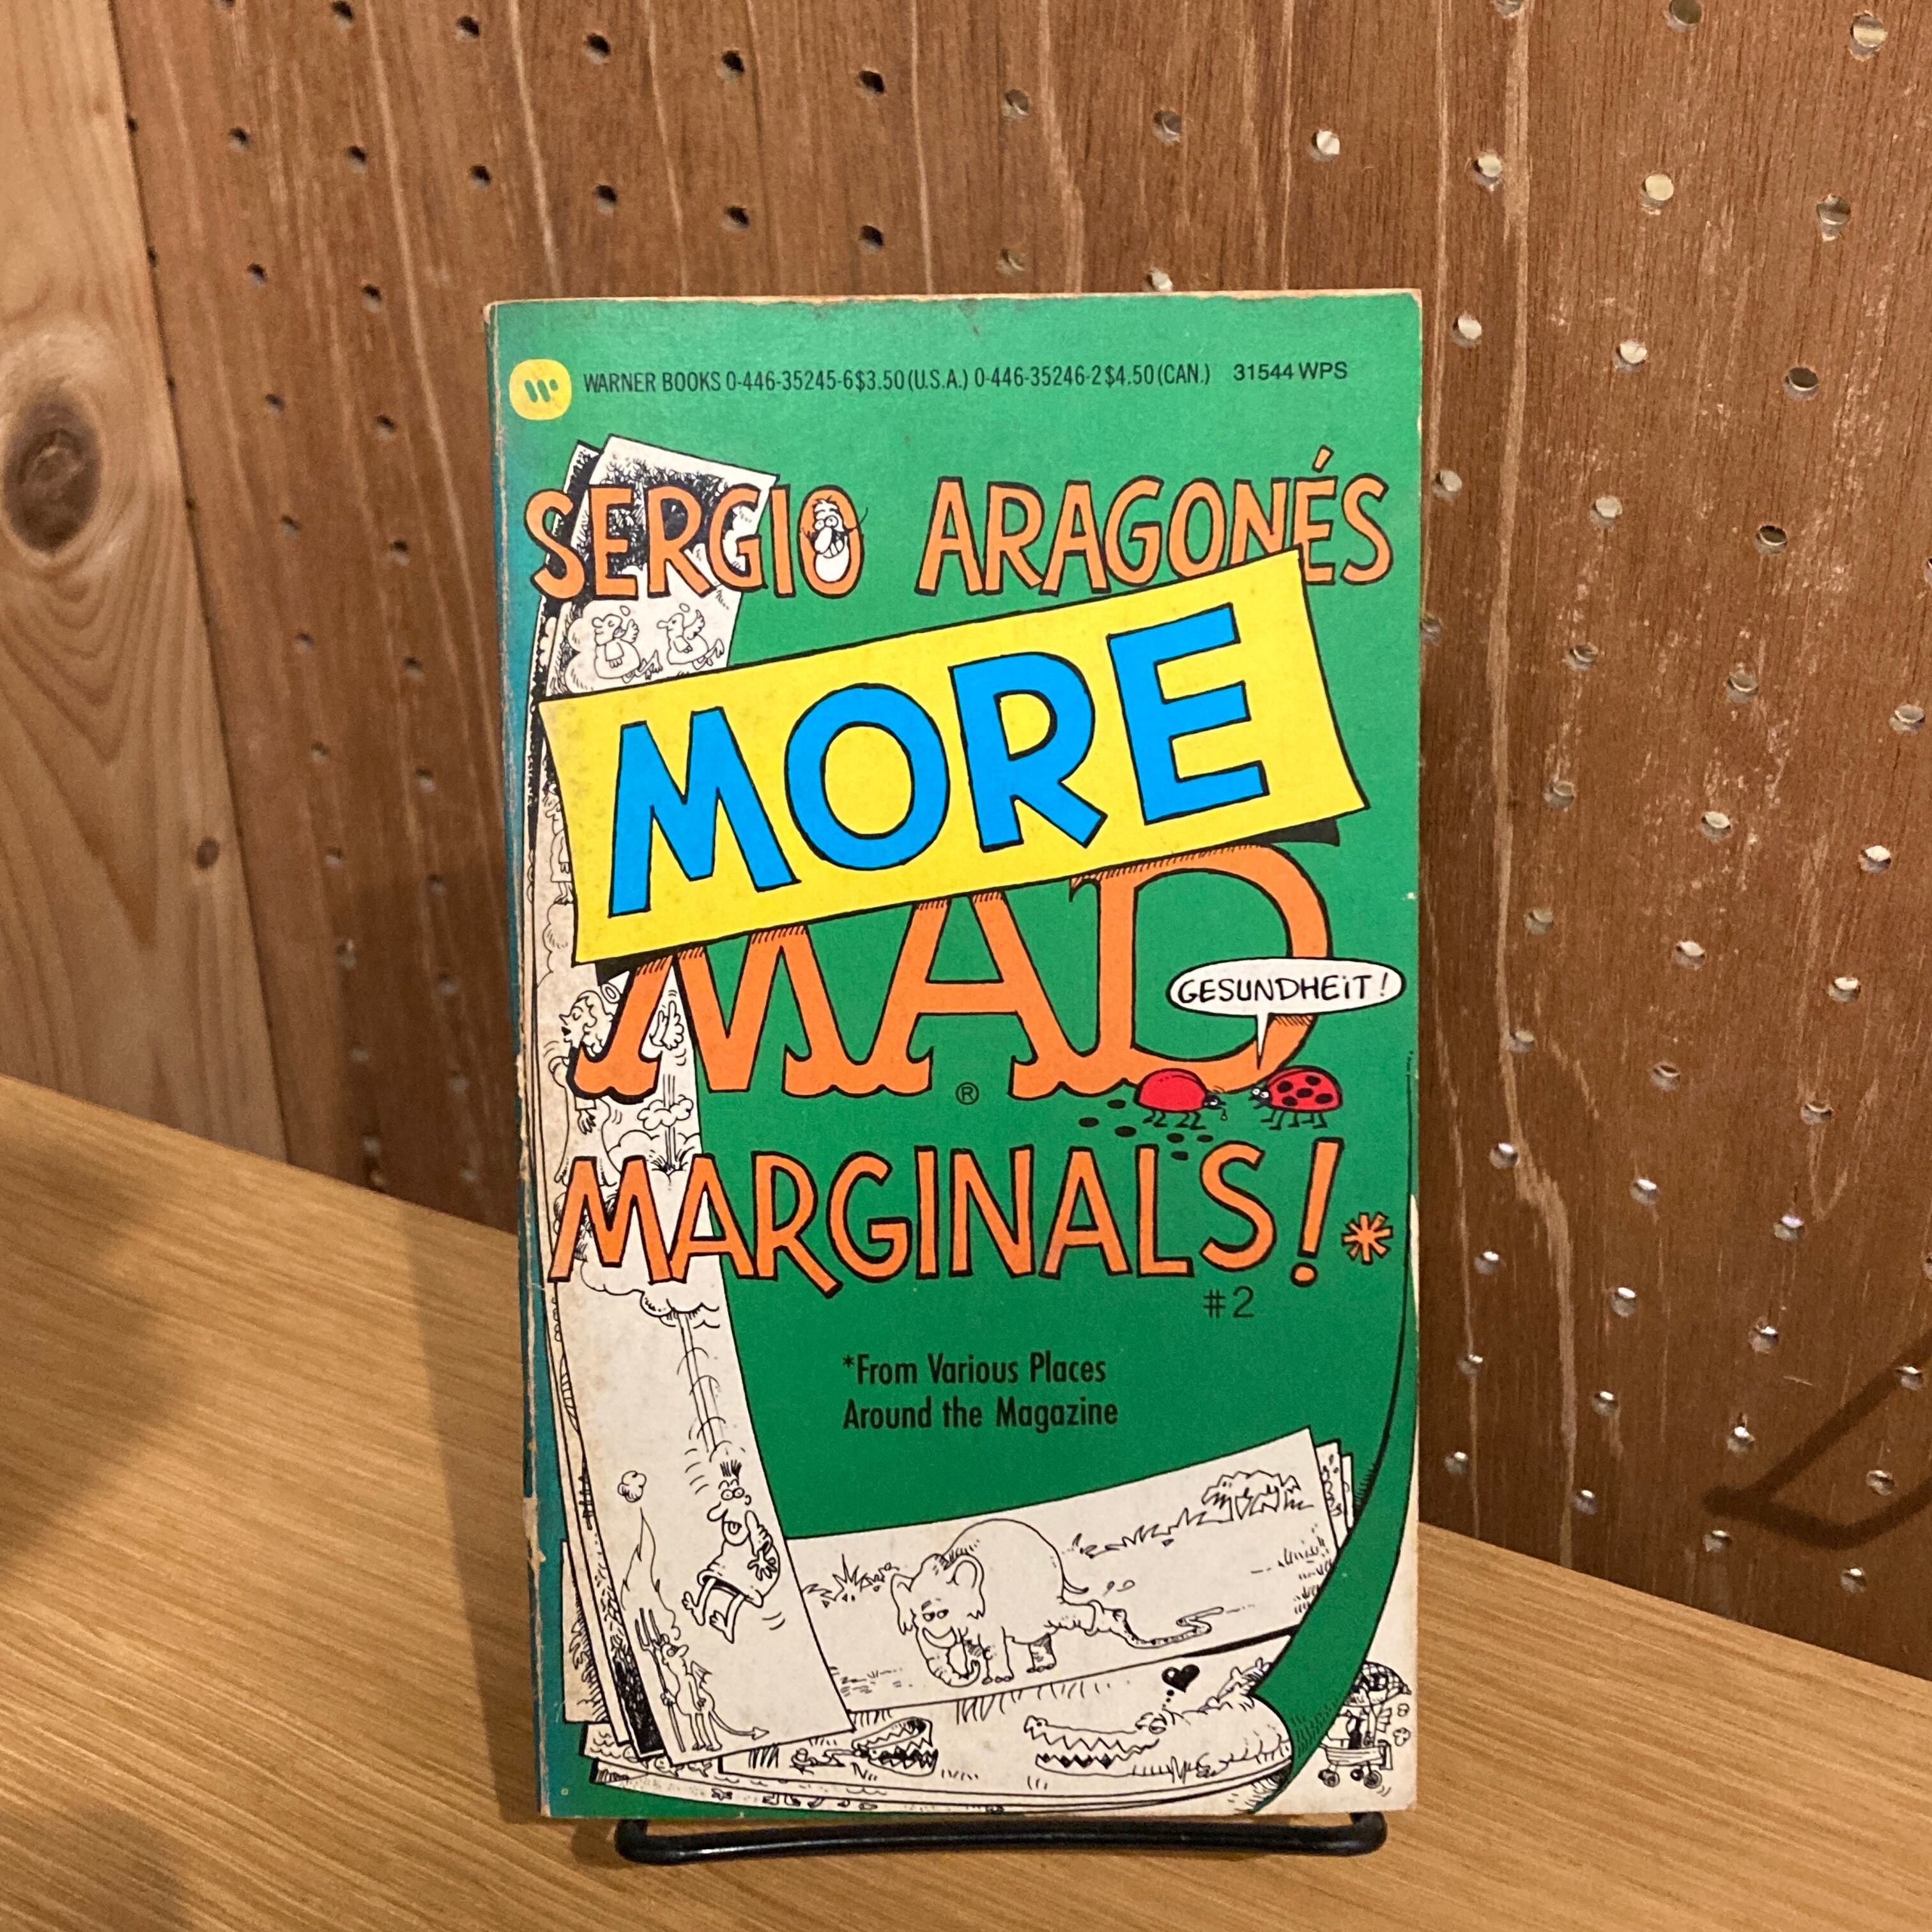 WARNER BOOKS 0-446-35245-6 $3.50 (U.S.A.) 0-446-35246-2 $4.50 (CAN.) 31544 WPS
SERGIO ARAGONÉS
MORE
MAD
GESUNDHEiT!
®
MARGINALS!*
#2
*From Various Places
Around the Magazine